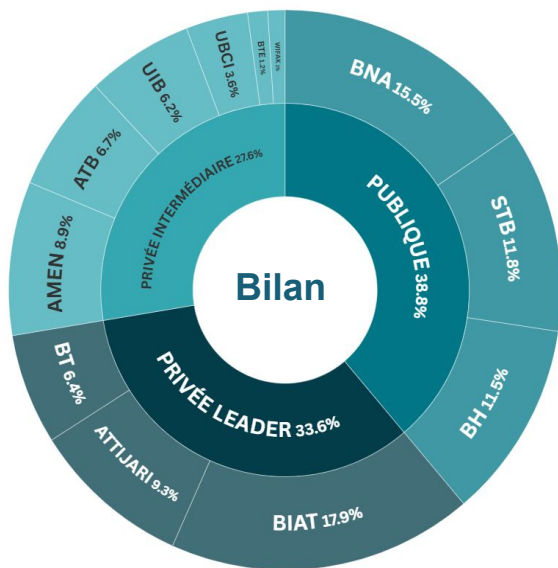 Bilan
PUBLIQUE 38.8%
BNA 15.5%
STB 11.8%
BH 11.5%
PRIVÉE LEADER 33.6%
BIAT 17.9%
ATTIJARI 9.3%
BT 6.4%
PRIVÉE INTERMÉDIAIRE 27.6%
AMEN 8.9%
ATB 6.7%
UIB 6.2%
UBCI 3.6%
BTE 1.2%
WIFAK 1%